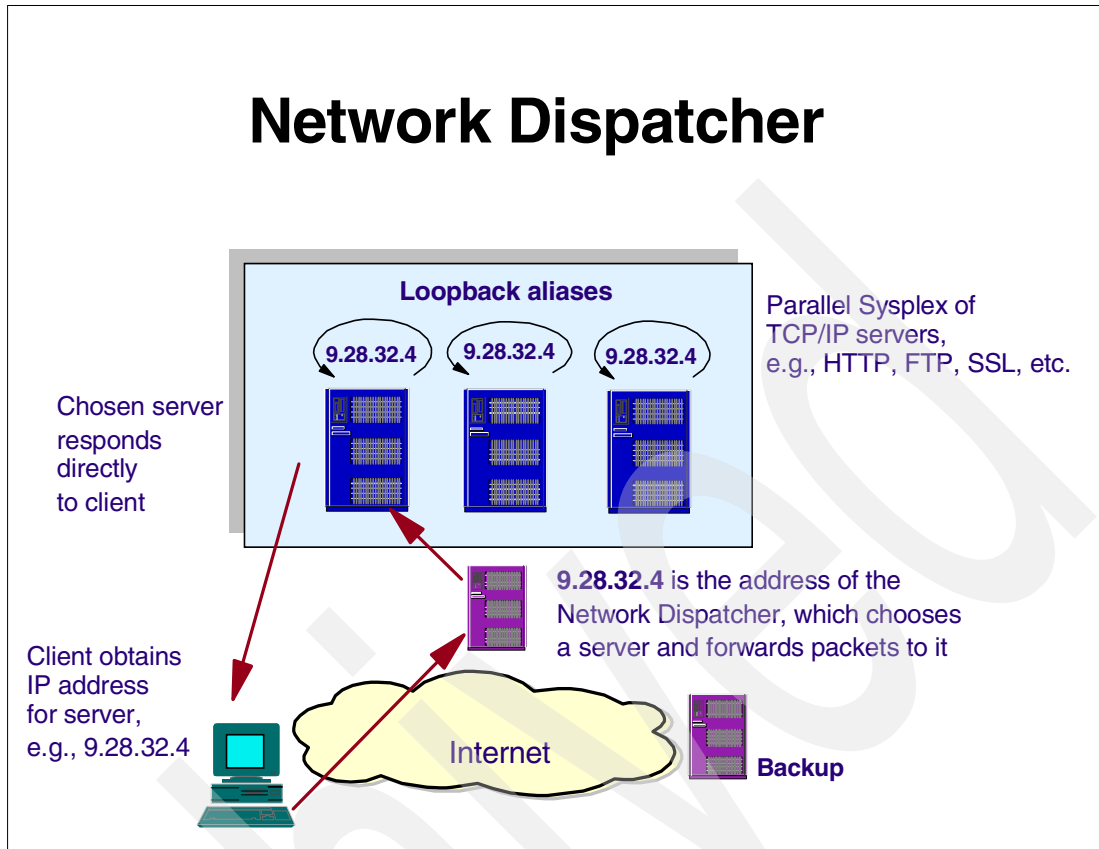 Network Dispatcher
Loopback aliases
9.28.32.4
9.28.32.4
9.28.32.4
Parallel Sysplex of
TCP/IP servers,
e.g., HTTP, FTP, SSL, etc.
Chosen server
responds
directly
to client
9.28.32.4 is the address of the
Network Dispatcher, which chooses
a server and forwards packets to it
Client obtains
IP address
for server,
e.g., 9.28.32.4
Internet
Backup